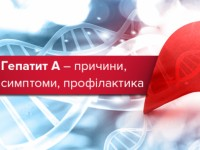 Гепатит А – причини,
симптоми, профілактика